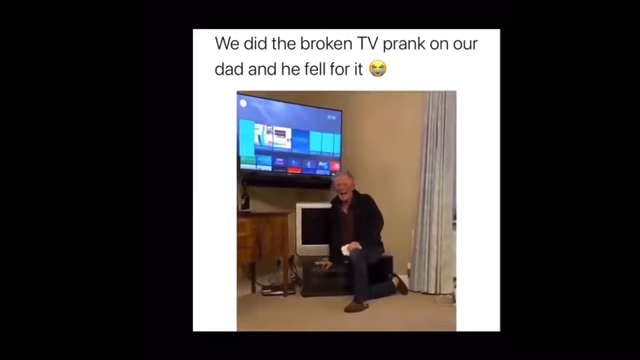 We did the broken TV prank on our
dad and he fell for it 😭